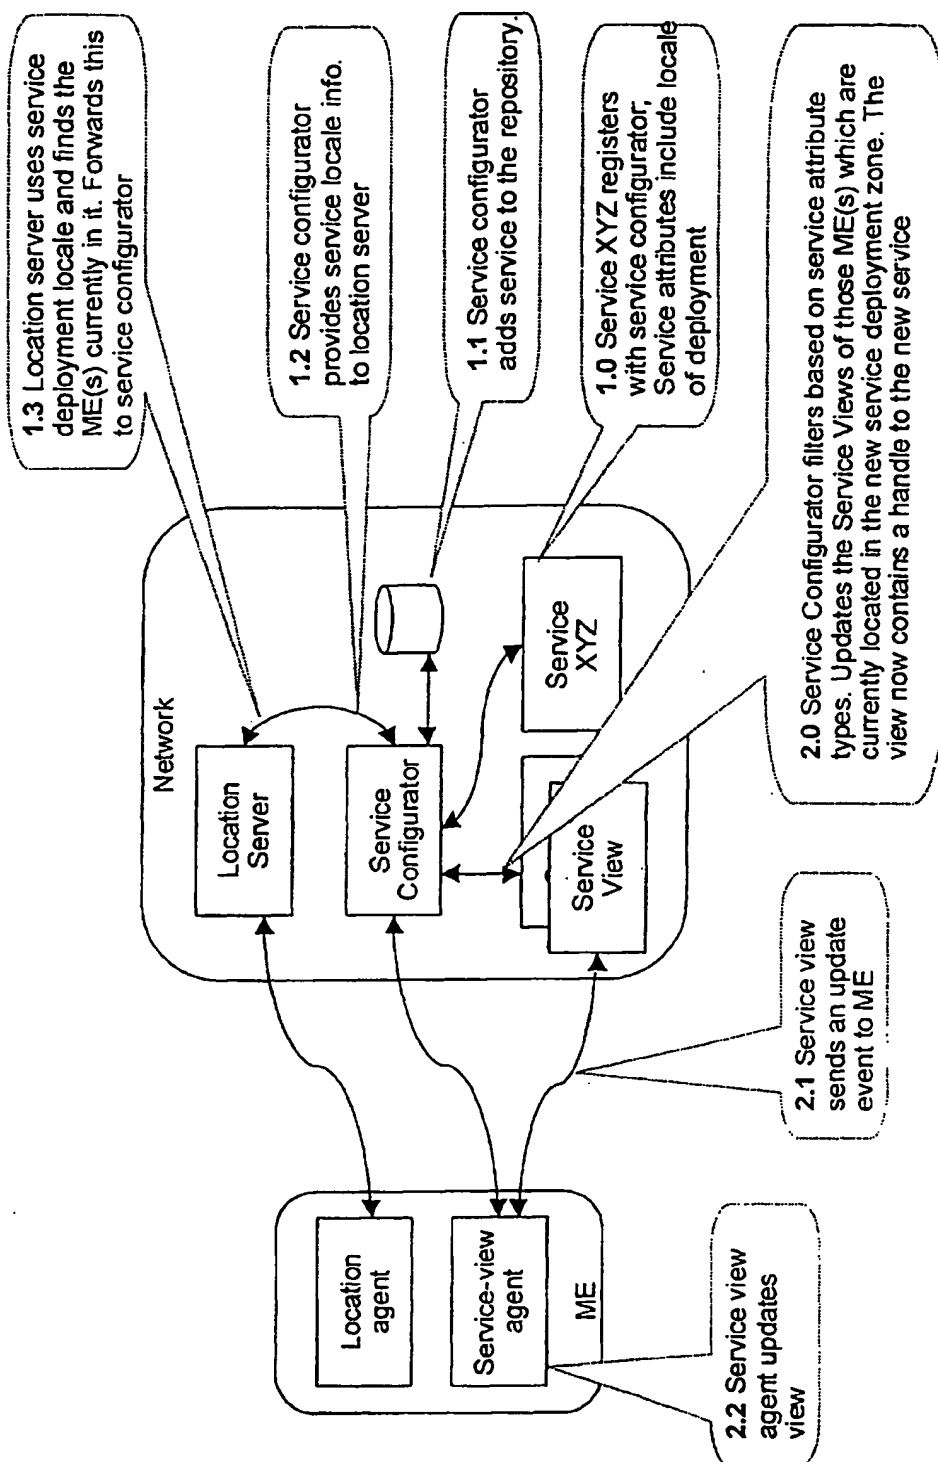 1.3 Location server uses service
deployment locale and finds the
ME(s) currently in it. Forwards this
to service configurator
1.2 Service configurator
provides service locale info.
to location server
1.1 Service configurator
adds service to the repository.
1.0 Service XYZ registers
with service configurator;
Service attributes include locale
of deployment
2.0 Service Configurator filters based on service attribute
types. Updates the Service Views of those ME(s) which are
currently located in the new service deployment zone. The
view now contains a handle to the new service
Network
Location
Server
Service
Configurator
Service
XYZ
Service
View
2.1 Service view
sends an update
event to ME
Location
agent
Service-view
agent
ME
2.2 Service view
agent updates
view